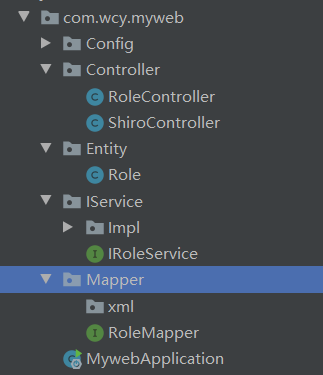 com.wcy.myweb
Config
Controller
RoleController
ShiroController
Entity
Role
IService
Impl
IRoleService
Mapper
xml
RoleMapper
MywebApplication